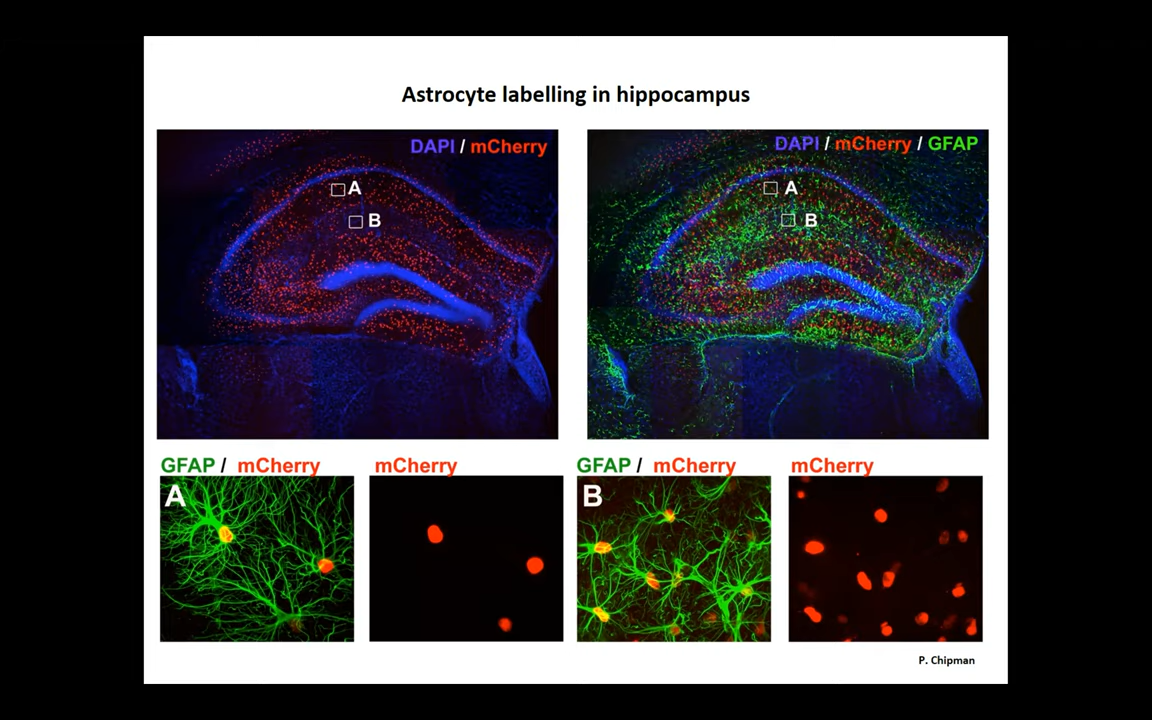 Astrocyte labelling in hippocampus
DAPI / mCherry
A
B
DAPI / mCherry / GFAP
A
B
GFAP / mCherry
mCherry
GFAP / mCherry
mCherry
A
B
P. Chipman